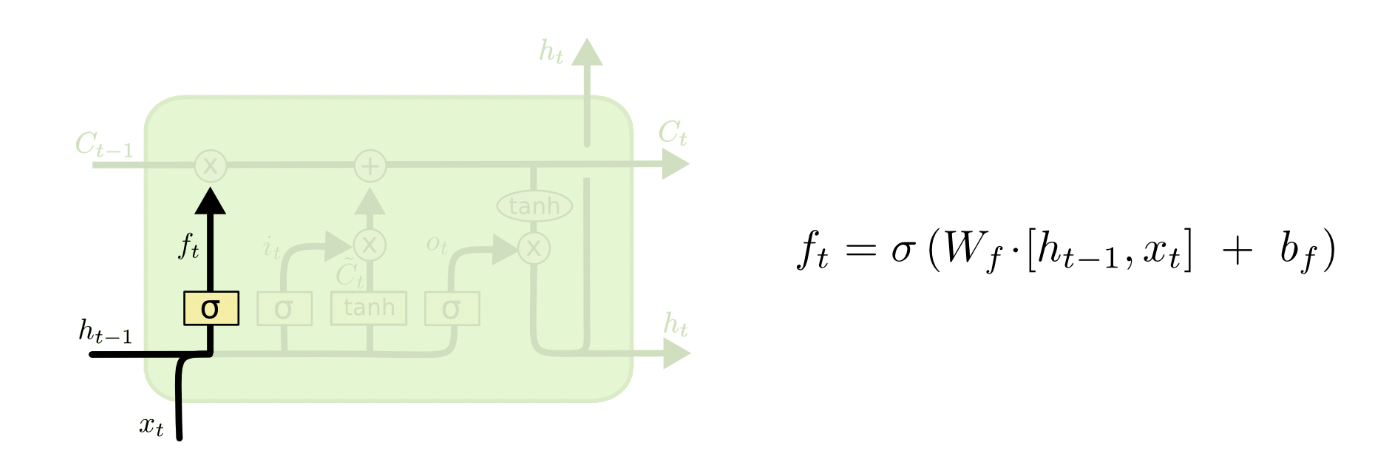 h_t
C_{t-1}
C_t
x
+
tanh
f_t
i_t
x
o_t
x
C̃_t
f_t = σ (W_f · [h_{t-1}, x_t] + b_f)
σ
σ
tanh
σ
h_{t-1}
h_t
x_t